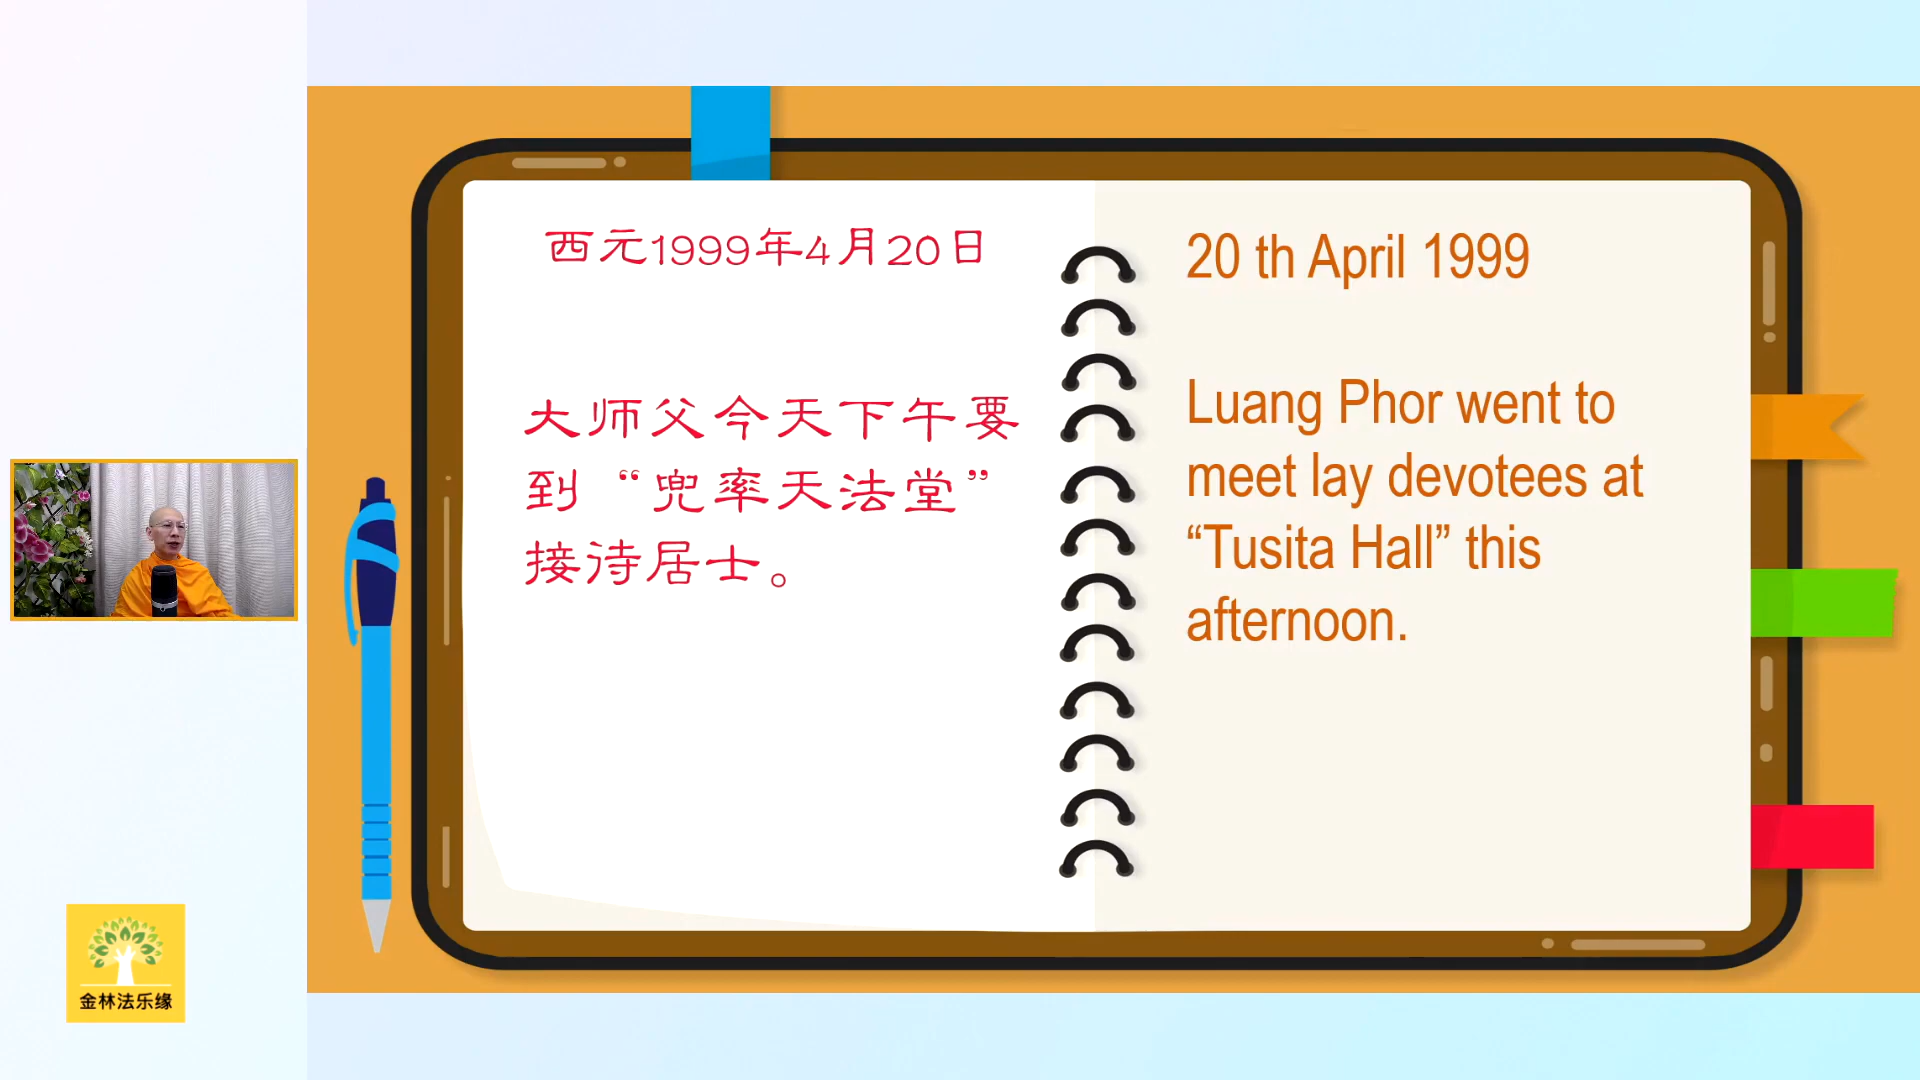 西元1999年4月20日
大师父今天下午要
到“兜率天法堂”
接待居士。
20 th April 1999
Luang Phor went to
meet lay devotees at
“Tusita Hall” this
afternoon.
金林法乐缘